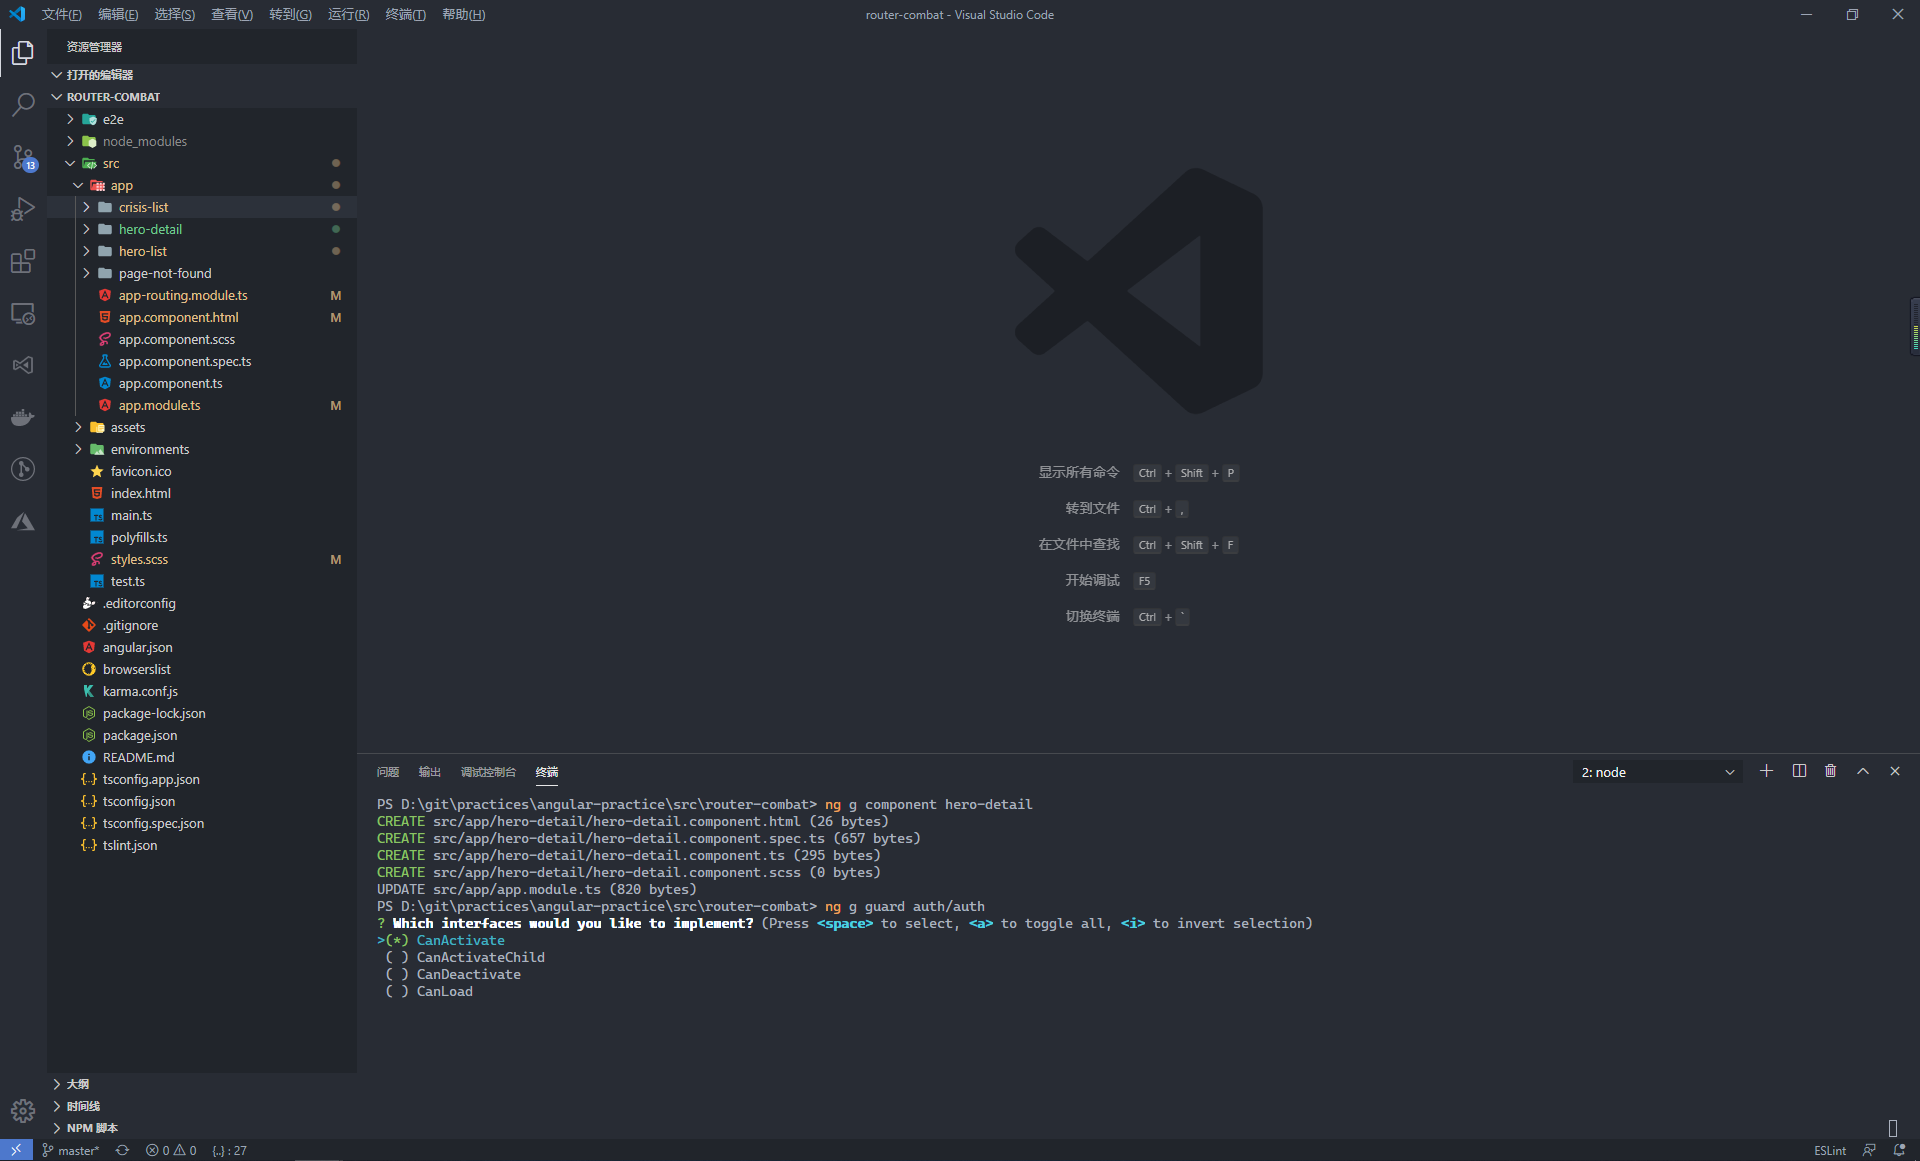 文件(F) 编辑(E) 选择(S) 查看(V) 转到(G) 运行(R) 终端(T) 帮助(H)
router-combat - Visual Studio Code
资源管理器
打开的编辑器
ROUTER-COMBAT
e2e
node_modules
src
app
crisis-list
hero-detail
hero-list
page-not-found
app-routing.module.ts M
app.component.html M
app.component.scss
app.component.spec.ts
app.component.ts
app.module.ts M
assets
environments
favicon.ico
index.html
main.ts
polyfills.ts
styles.scss M
test.ts
.editorconfig
.gitignore
angular.json
browserslist
karma.conf.js
package-lock.json
package.json
README.md
tsconfig.app.json
tsconfig.json
tsconfig.spec.json
tslint.json
大纲
时间线
NPM 脚本
13
显示所有命令 Ctrl + Shift + P
转到文件 Ctrl + ,
在文件中查找 Ctrl + Shift + F
开始调试 F5
切换终端 Ctrl + `
问题 输出 调试控制台 终端
2: node
PS D:\git\practices\angular-practice\src\router-combat> ng g component hero-detail
CREATE src/app/hero-detail/hero-detail.component.html (26 bytes)
CREATE src/app/hero-detail/hero-detail.component.spec.ts (657 bytes)
CREATE src/app/hero-detail/hero-detail.component.ts (295 bytes)
CREATE src/app/hero-detail/hero-detail.component.scss (0 bytes)
UPDATE src/app/app.module.ts (820 bytes)
PS D:\git\practices\angular-practice\src\router-combat> ng g guard auth/auth
? Which interfaces would you like to implement? (Press <space> to select, <a> to toggle all, <i> to invert selection)
>(*) CanActivate
( ) CanActivateChild
( ) CanDeactivate
( ) CanLoad
master* 0 0 {..} : 27
ESLint